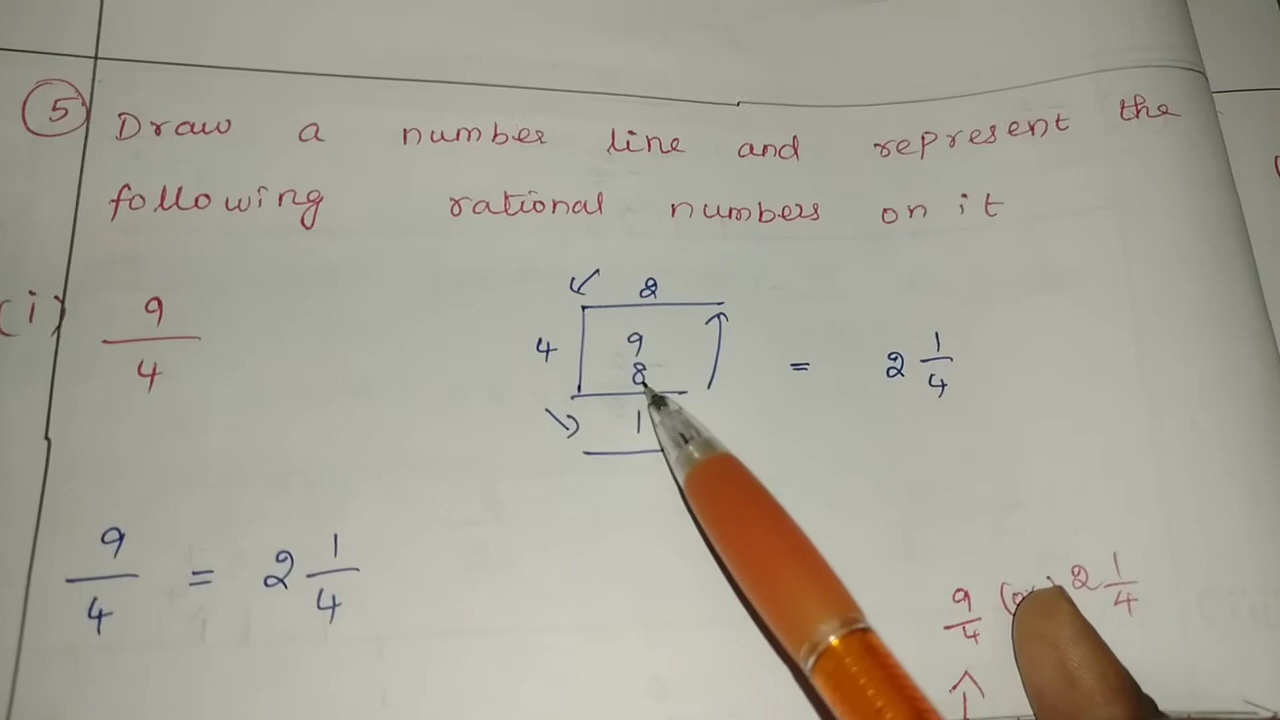 5 Draw a number line and represent the
following rational numbers on it
(i) 9/4
2
4 9
8
1
= 2 1/4
9/4 = 2 1/4
9/4 (or) 2 1/4